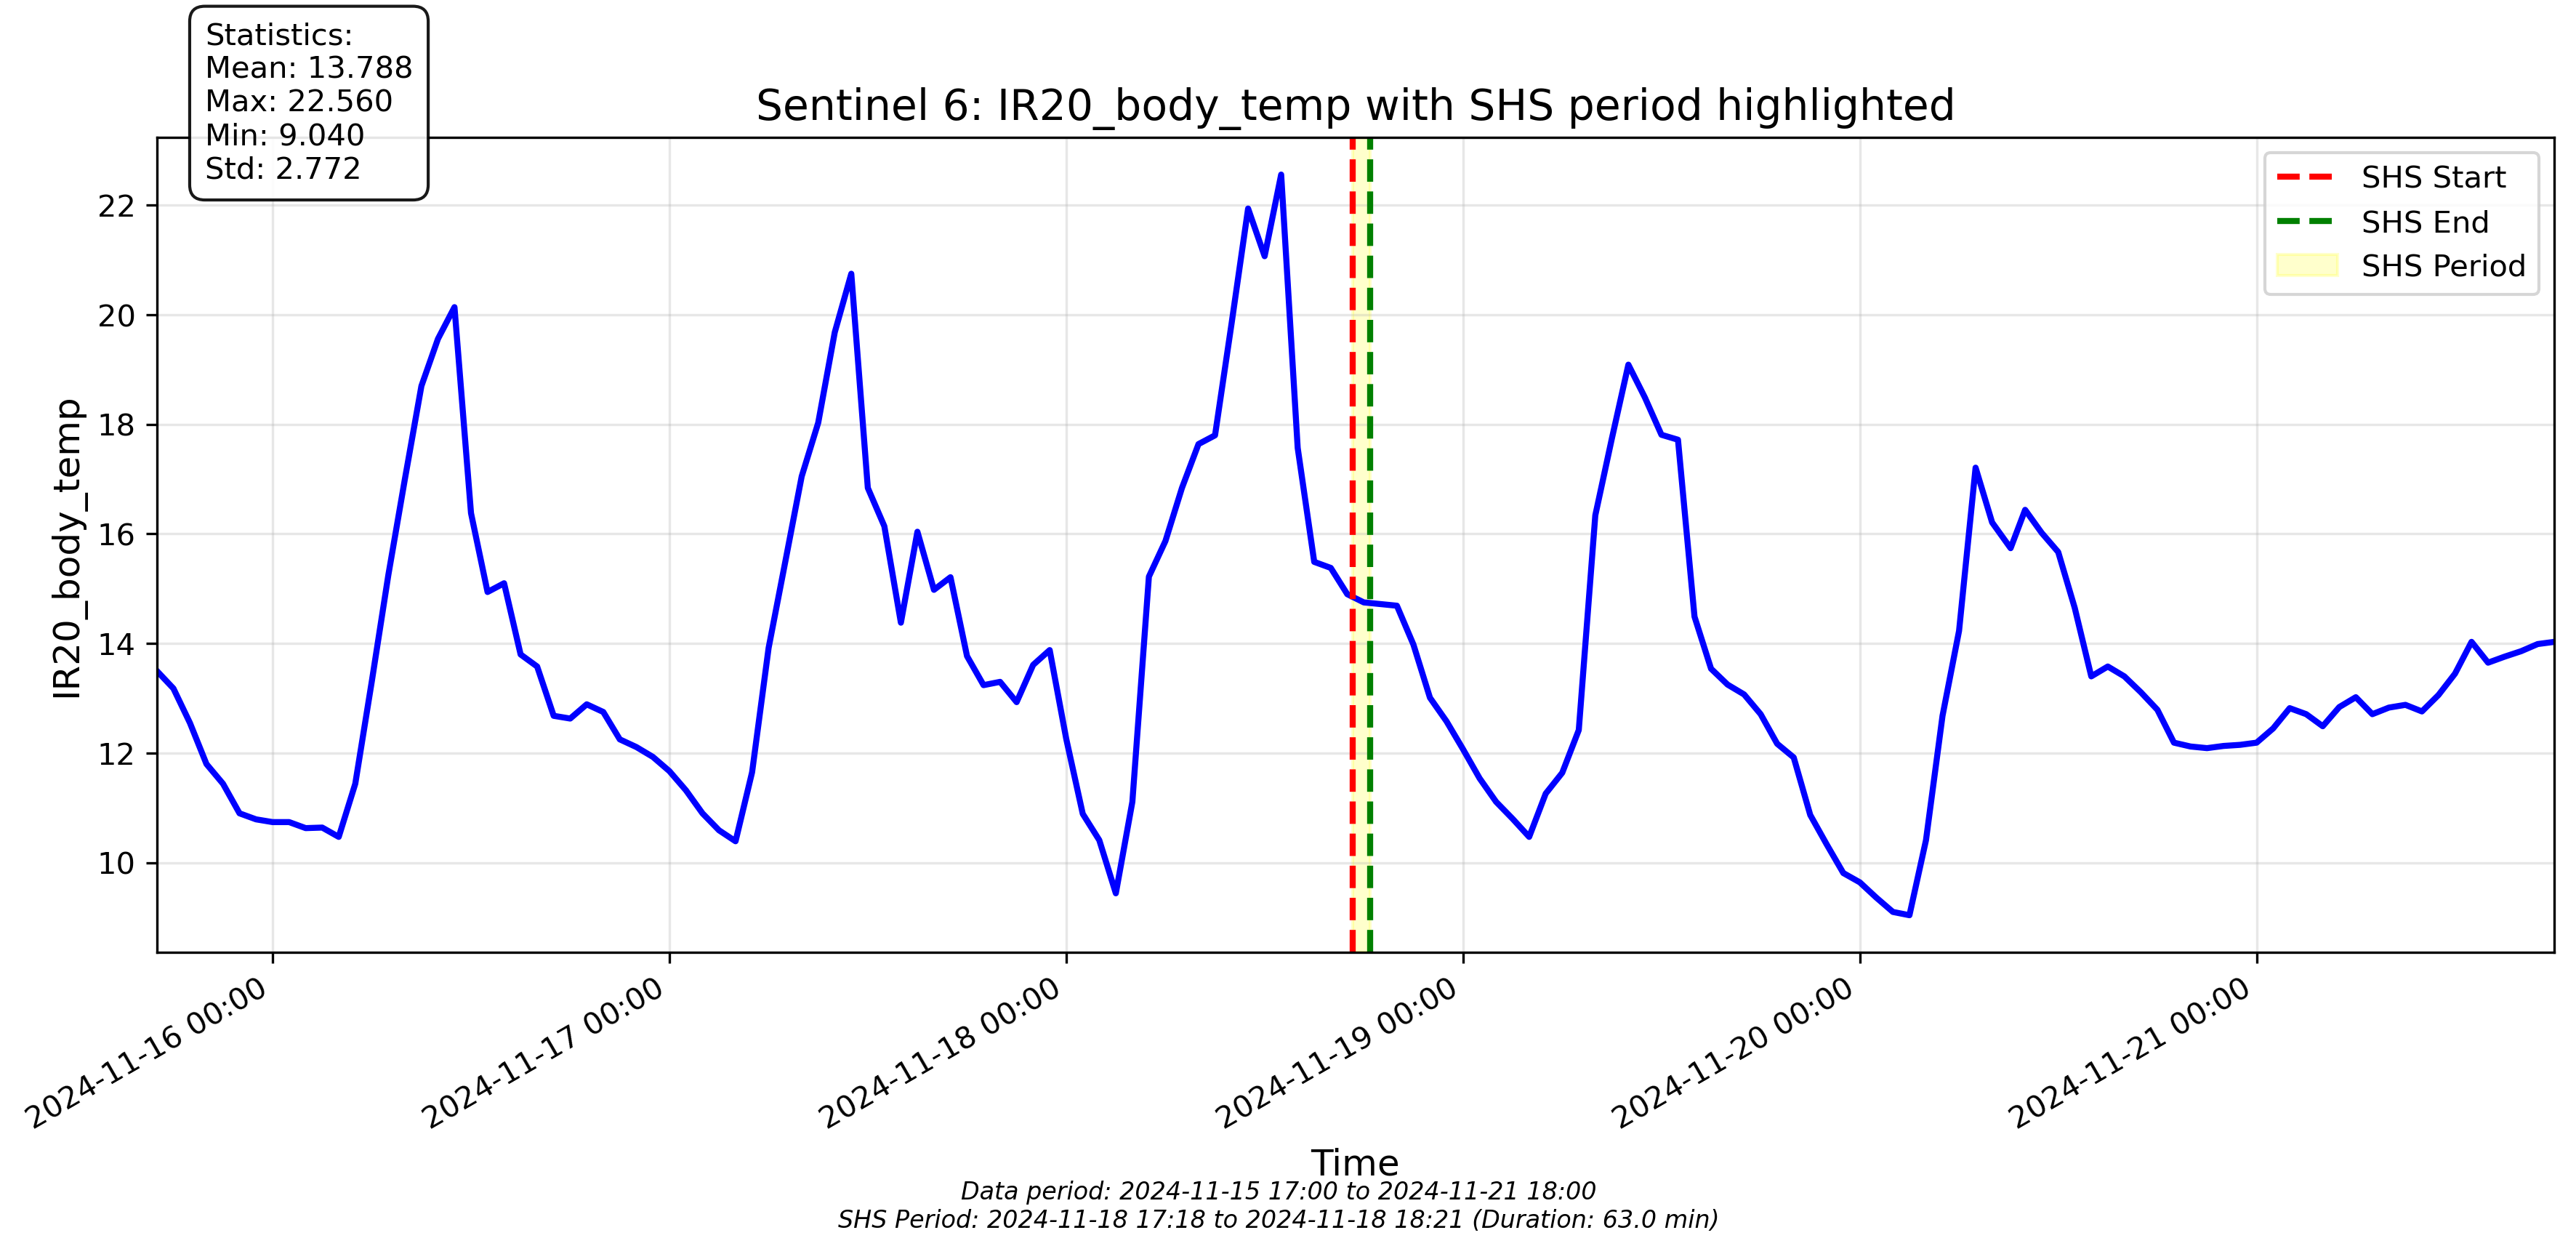 Statistics:
Mean: 13.788
Max: 22.560
Min: 9.040
Std: 2.772
Sentinel 6: IR20_body_temp with SHS period highlighted
SHS Start
SHS End
SHS Period
IR20_body_temp
22
20
18
16
14
12
10
2024-11-16 00:00
2024-11-17 00:00
2024-11-18 00:00
2024-11-19 00:00
2024-11-20 00:00
2024-11-21 00:00
Time
Data period: 2024-11-15 17:00 to 2024-11-21 18:00
SHS Period: 2024-11-18 17:18 to 2024-11-18 18:21 (Duration: 63.0 min)